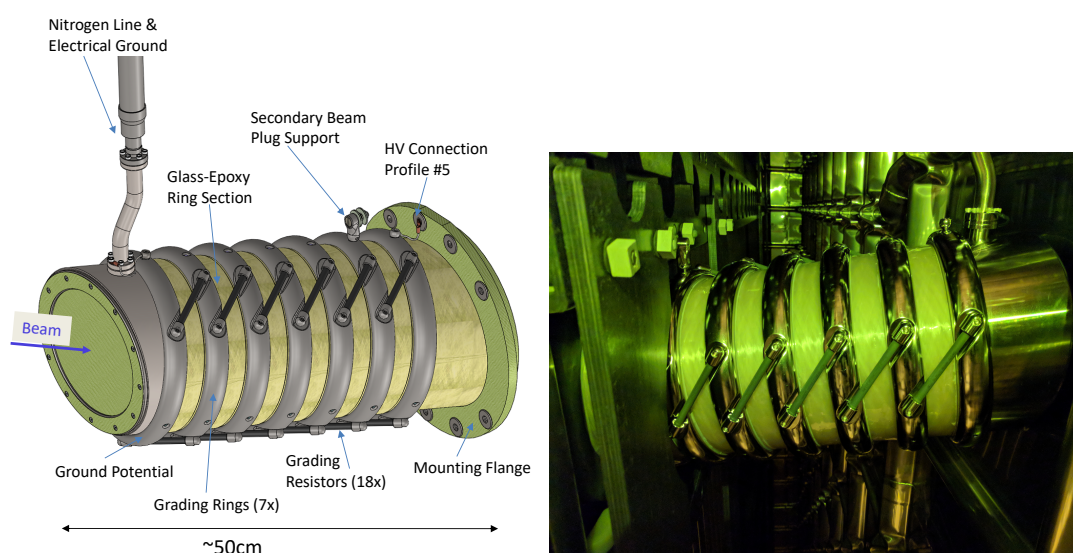 Nitrogen Line &
Electrical Ground
Secondary Beam
Plug Support
HV Connection
Profile #5
Glass-Epoxy
Ring Section
Beam
Ground Potential
Grading Rings (7x)
Grading
Resistors (18x)
Mounting Flange
~50cm